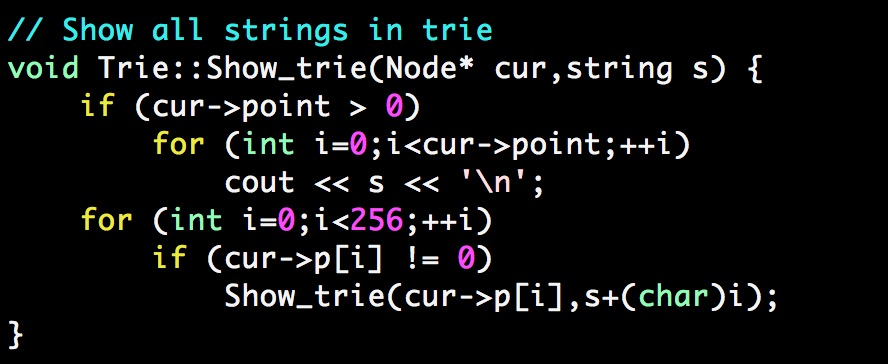 // Show all strings in trie
void Trie::Show_trie(Node* cur,string s) {
    if (cur->point > 0)
        for (int i=0;i<cur->point;++i)
            cout << s << '\n';
    for (int i=0;i<256;++i)
        if (cur->p[i] != 0)
            Show_trie(cur->p[i],s+(char)i);
}